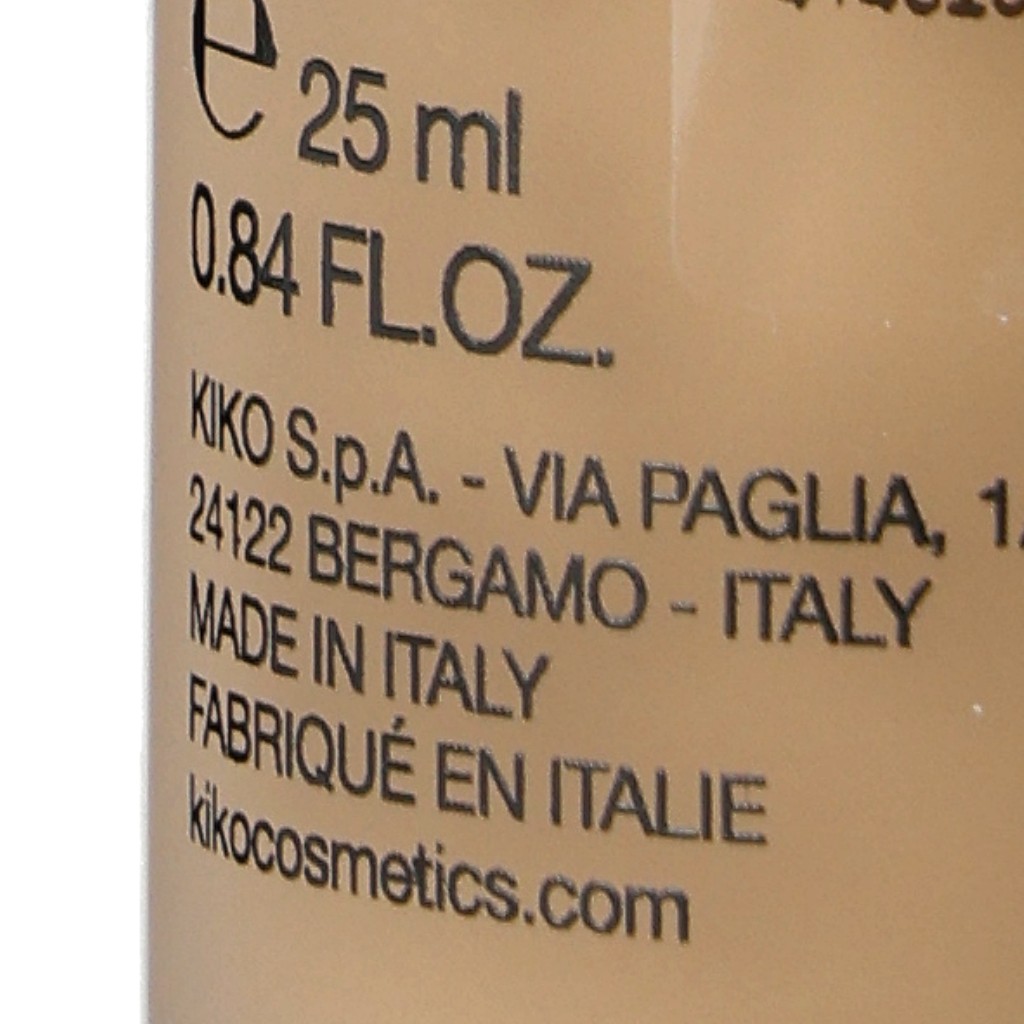 ℮ 25 ml
0.84 FL.OZ.
KIKO S.p.A. - VIA PAGLIA,
24122 BERGAMO - ITALY
MADE IN ITALY
FABRIQUÉ EN ITALIE
kikocosmetics.com